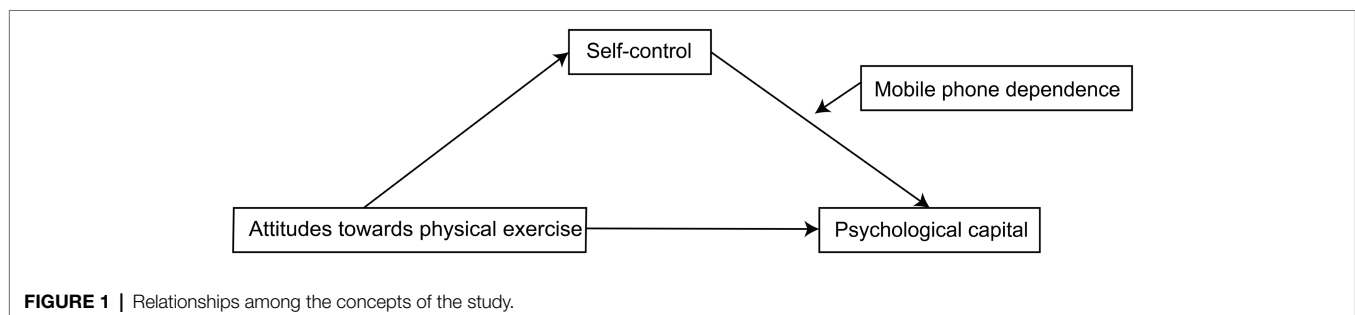 Self-control
Mobile phone dependence
Attitudes towards physical exercise
Psychological capital
FIGURE 1 | Relationships among the concepts of the study.